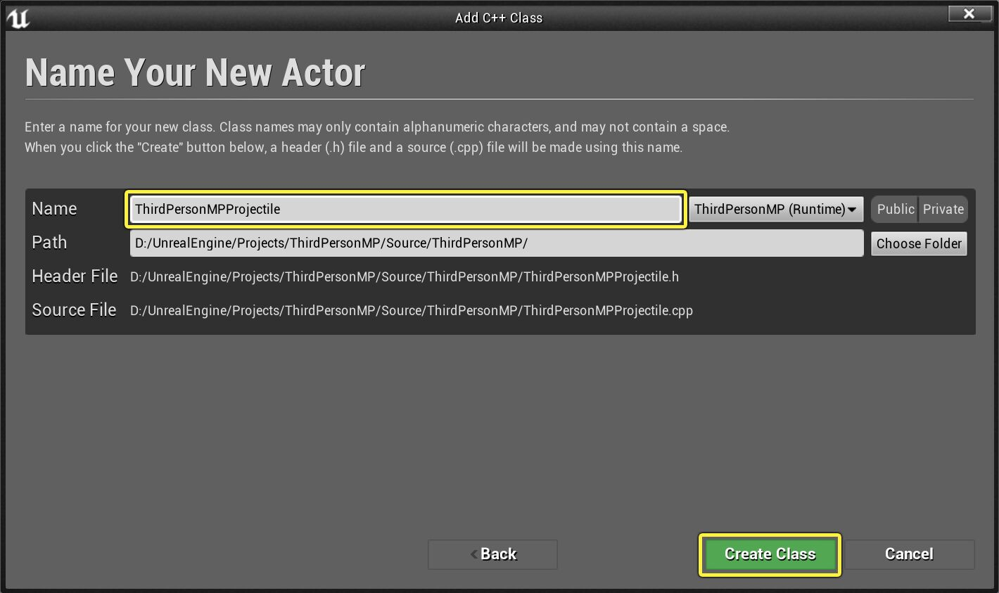 Add C++ Class
Name Your New Actor
Enter a name for your new class. Class names may only contain alphanumeric characters, and may not contain a space.
When you click the "Create" button below, a header (.h) file and a source (.cpp) file will be made using this name.
Name ThirdPersonMPProjectile ThirdPersonMP (Runtime) Public Private
Path D:/UnrealEngine/Projects/ThirdPersonMP/Source/ThirdPersonMP/ Choose Folder
Header File D:/UnrealEngine/Projects/ThirdPersonMP/Source/ThirdPersonMP/ThirdPersonMPProjectile.h
Source File D:/UnrealEngine/Projects/ThirdPersonMP/Source/ThirdPersonMP/ThirdPersonMPProjectile.cpp
Back Create Class Cancel